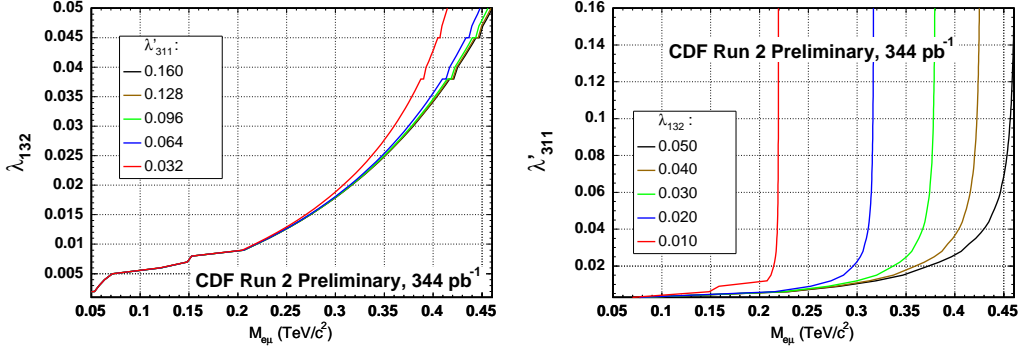 0.05
0.045
0.04
0.035
0.03
0.025
0.02
0.015
0.01
0.005
λ₁₃₂
λ'₃₁₁ :
0.160
0.128
0.096
0.064
0.032
CDF Run 2 Preliminary, 344 pb⁻¹
0.05 0.1 0.15 0.2 0.25 0.3 0.35 0.4 0.45
M_eμ (TeV/c²)
0.16
0.14
0.12
0.1
0.08
0.06
0.04
0.02
λ'₃₁₁
CDF Run 2 Preliminary, 344 pb⁻¹
λ₁₃₂ :
0.050
0.040
0.030
0.020
0.010
0.05 0.1 0.15 0.2 0.25 0.3 0.35 0.4 0.45
M_eμ (TeV/c²)